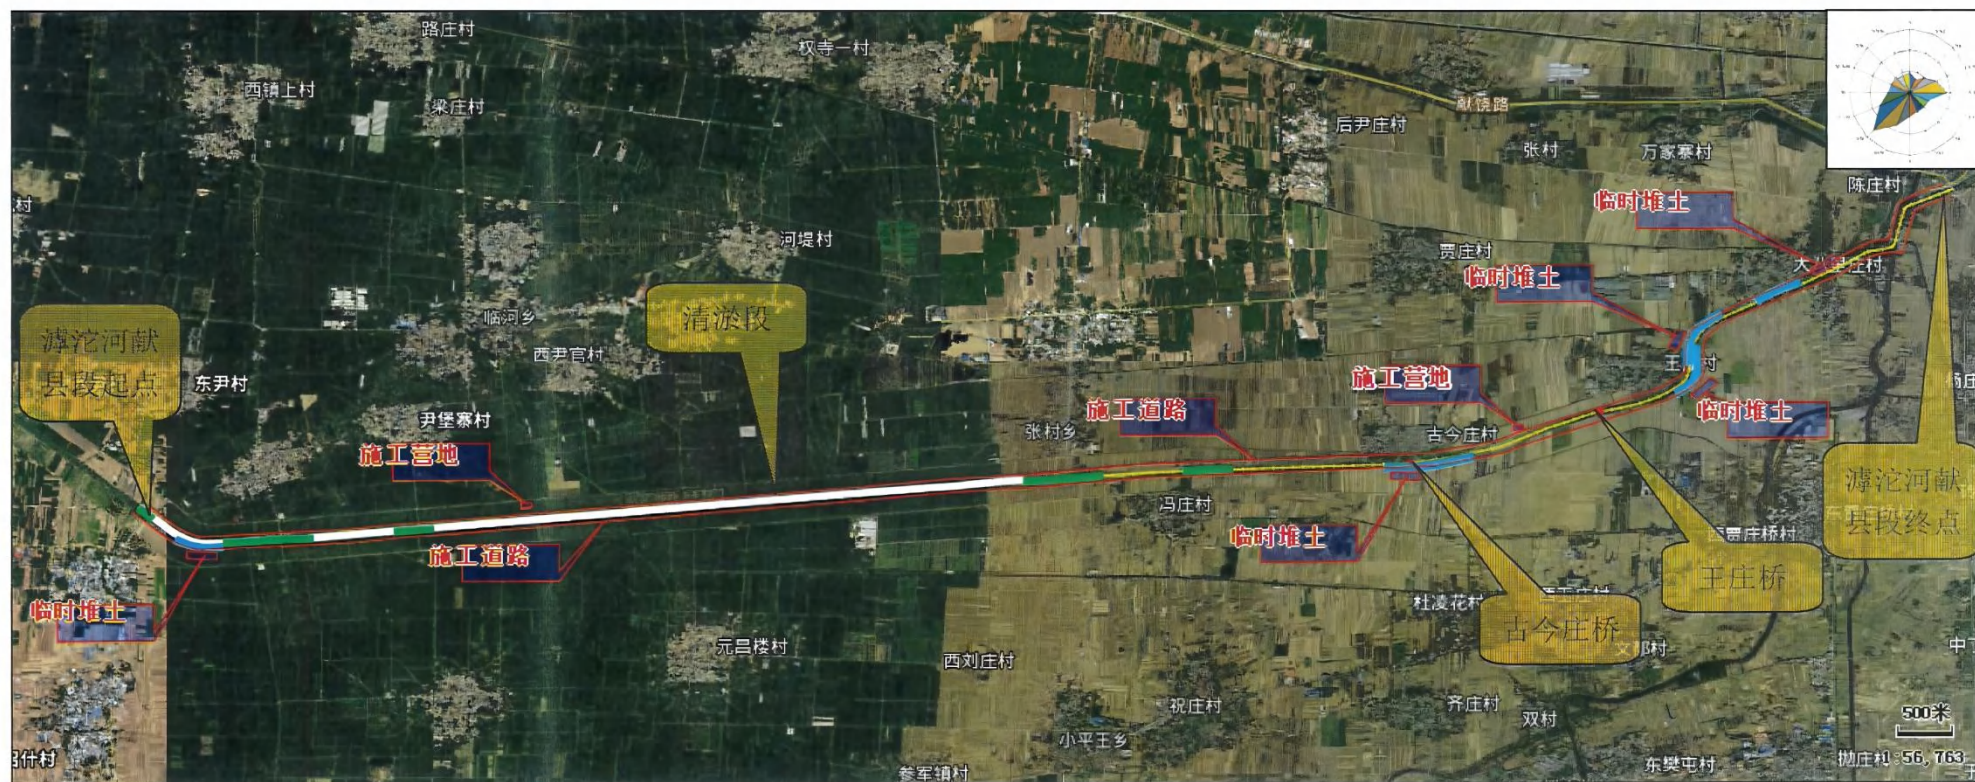 路庄村
权寺一村
西镇上村
梁庄村
献饶路
后尹庄村
张村
万家寨村
陈庄村
临时堆土
村
河堤村
贾庄村
临时堆土
临河乡
清淤段
滹沱河献
县段起点
西尹官村
东尹村
施工营地
施工道路
临时堆土
尹堡寨村
张村乡
古今庄村
施工营地
滹沱河献
县段终点
冯庄村
施工道路
临时堆土
王庄桥
临时堆土
杜凌花村
古今庄桥
元昌楼村
西刘庄村
祝庄村
齐庄村
双村
500米
小平王乡
参军镇村
东樊屯村
抛庄村
1:56,763